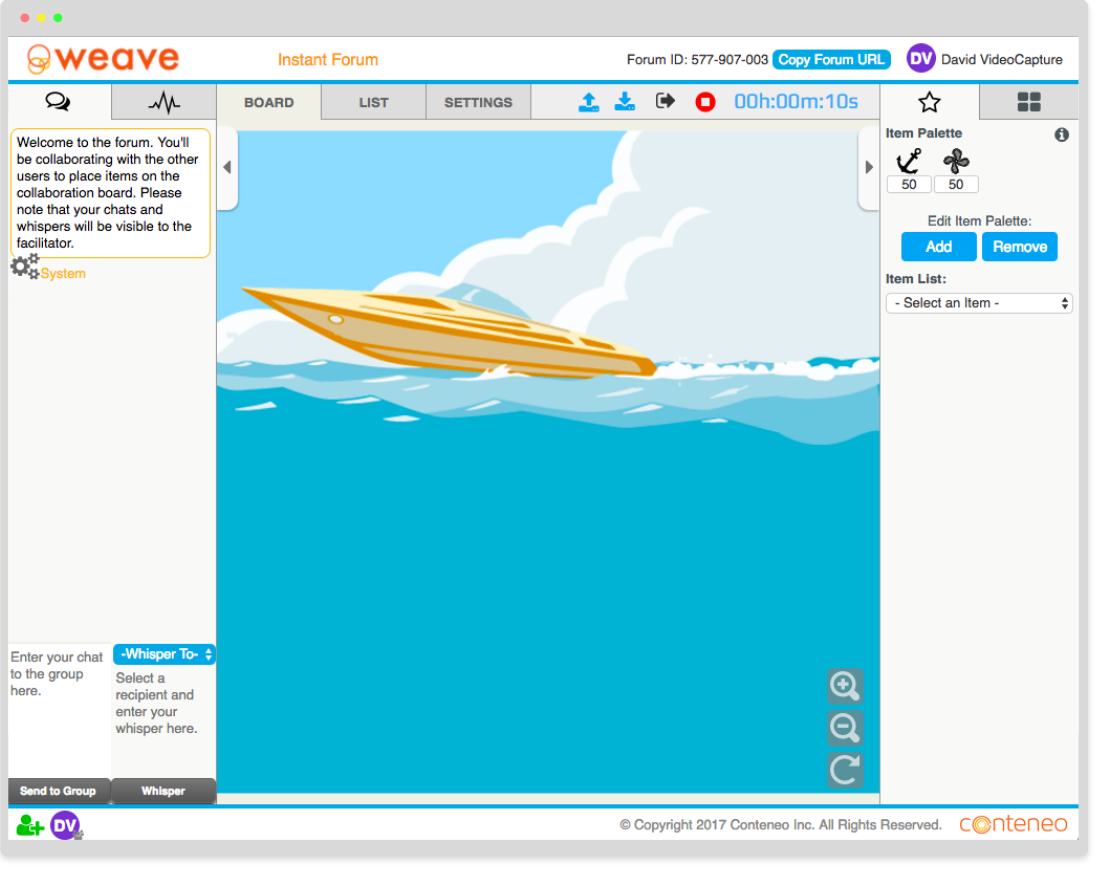 weave
Instant Forum
Forum ID: 577-907-003
Copy Forum URL
DV
David VideoCapture
BOARD
LIST
SETTINGS
00h:00m:10s
Welcome to the forum. You'll
be collaborating with the other
users to place items on the
collaboration board. Please
note that your chats and
whispers will be visible to the
facilitator.
System
Item Palette
50
50
Edit Item Palette:
Add
Remove
Item List:
- Select an Item -
Enter your chat
to the group
here.
-Whisper To-
Select a
recipient and
enter your
whisper here.
Send to Group
Whisper
DV
© Copyright 2017 Conteneo Inc. All Rights Reserved.
conteneo